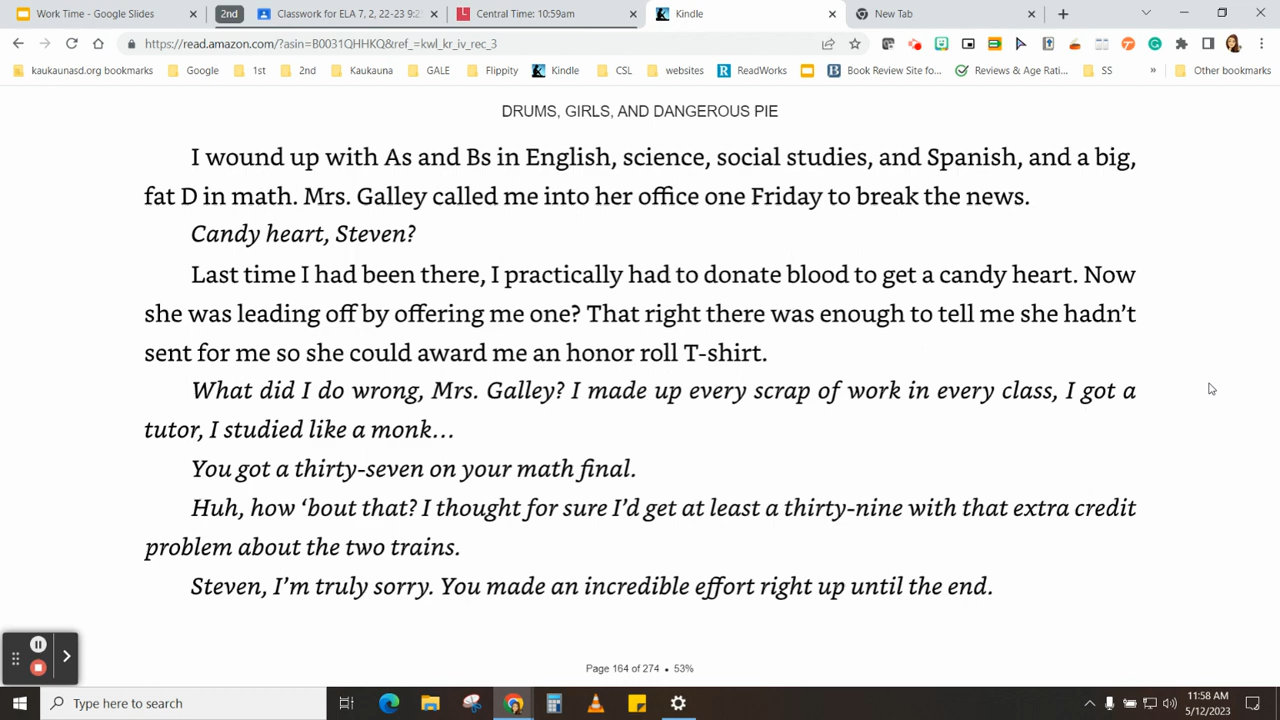 Work Time - Google Slides
2nd
Classwork for ELA 7, 2, 22-23 9:2
Central Time: 10:59am
Kindle
New Tab
https://read.amazon.com/?asin=B0031QHHKQ&ref_=kwl_kr_iv_rec_3
kaukaunasd.org bookmarks
Google
1st
2nd
Kaukauna
GALE
Flippity
Kindle
CSL
websites
ReadWorks
Book Review Site fo...
Reviews & Age Rati...
SS
Other bookmarks
DRUMS, GIRLS, AND DANGEROUS PIE
I wound up with As and Bs in English, science, social studies, and Spanish, and a big,
fat D in math. Mrs. Galley called me into her office one Friday to break the news.
Candy heart, Steven?
Last time I had been there, I practically had to donate blood to get a candy heart. Now
she was leading off by offering me one? That right there was enough to tell me she hadn’t
sent for me so she could award me an honor roll T-shirt.
What did I do wrong, Mrs. Galley? I made up every scrap of work in every class, I got a
tutor, I studied like a monk…
You got a thirty-seven on your math final.
Huh, how ‘bout that? I thought for sure I’d get at least a thirty-nine with that extra credit
problem about the two trains.
Steven, I’m truly sorry. You made an incredible effort right up until the end.
Page 164 of 274 • 53%
Type here to search
11:58 AM
5/12/2023